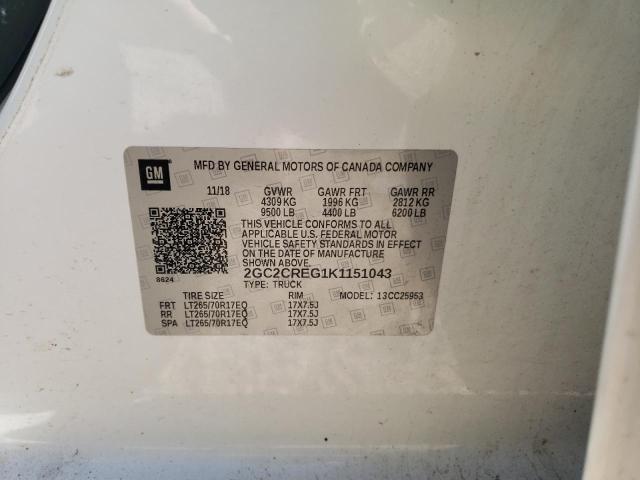 GM
MFD BY GENERAL MOTORS OF CANADA COMPANY
11/18 GVWR GAWR FRT GAWR RR
4309 KG 1996 KG 2812 KG
9500 LB 4400 LB 6200 LB
THIS VEHICLE CONFORMS TO ALL
APPLICABLE U.S. FEDERAL MOTOR
VEHICLE SAFETY STANDARDS IN EFFECT
ON THE DATE OF MANUFACTURE
SHOWN ABOVE.
8624 2GC2CREG1K1151043
TYPE: TRUCK MODEL: 13CC25953
TIRE SIZE RIM
FRT LT265/70R17EQ 17X7.5J
RR LT265/70R17EQ 17X7.5J
SPA LT265/70R17EQ 17X7.5J